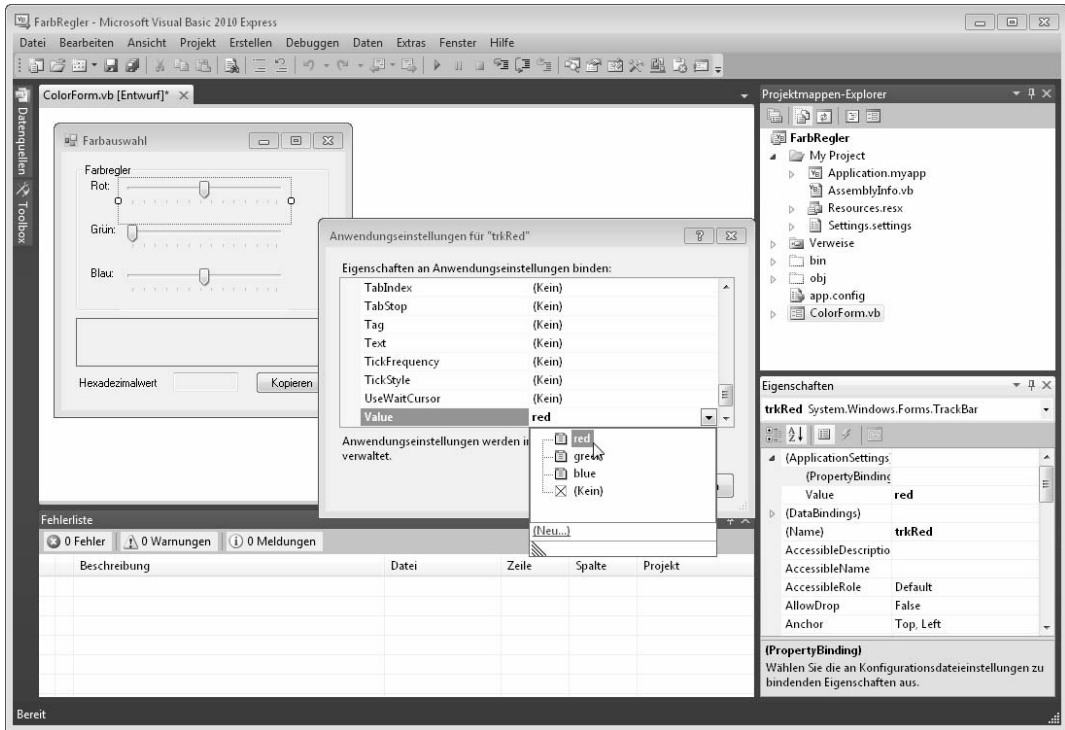 FarbRegler - Microsoft Visual Basic 2010 Express
Datei Bearbeiten Ansicht Projekt Erstellen Debuggen Daten Extras Fenster Hilfe
Datenquellen
Toolbox
ColorForm.vb [Entwurf]*
Farbauswahl
Farbregler
Rot:
Grün:
Blau:
Hexadezimalwert
Kopieren
Anwendungseinstellungen für "trkRed"
Eigenschaften an Anwendungseinstellungen binden:
TabIndex (Kein)
TabStop (Kein)
Tag (Kein)
Text (Kein)
TickFrequency (Kein)
TickStyle (Kein)
UseWaitCursor (Kein)
Value red
Anwendungseinstellungen werden
verwaltet.
red
green
blue
(Kein)
(Neu...)
Projektmappen-Explorer
FarbRegler
My Project
Application.myapp
AssemblyInfo.vb
Resources.resx
Settings.settings
Verweise
bin
obj
app.config
ColorForm.vb
Eigenschaften
trkRed System.Windows.Forms.TrackBar
(ApplicationSettings
(PropertyBinding
Value red
(DataBindings)
(Name) trkRed
AccessibleDescriptio
AccessibleName
AccessibleRole Default
AllowDrop False
Anchor Top, Left
(PropertyBinding)
Wählen Sie die an Konfigurationsdateieinstellungen zu
bindenden Eigenschaften aus.
Fehlerliste
0 Fehler 0 Warnungen 0 Meldungen
Beschreibung Datei Zeile Spalte Projekt
Bereit